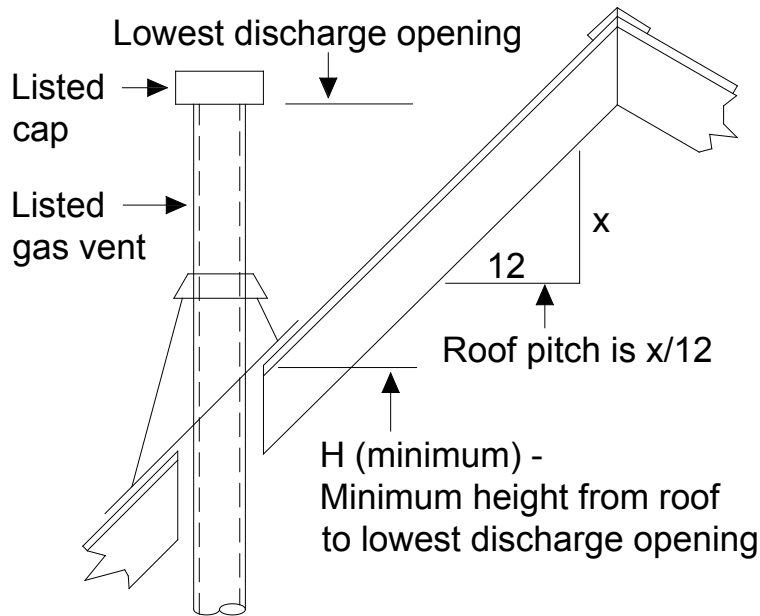 Lowest discharge opening
Listed
cap
Listed
gas vent
x
12
Roof pitch is x/12
H (minimum) -
Minimum height from roof
to lowest discharge opening